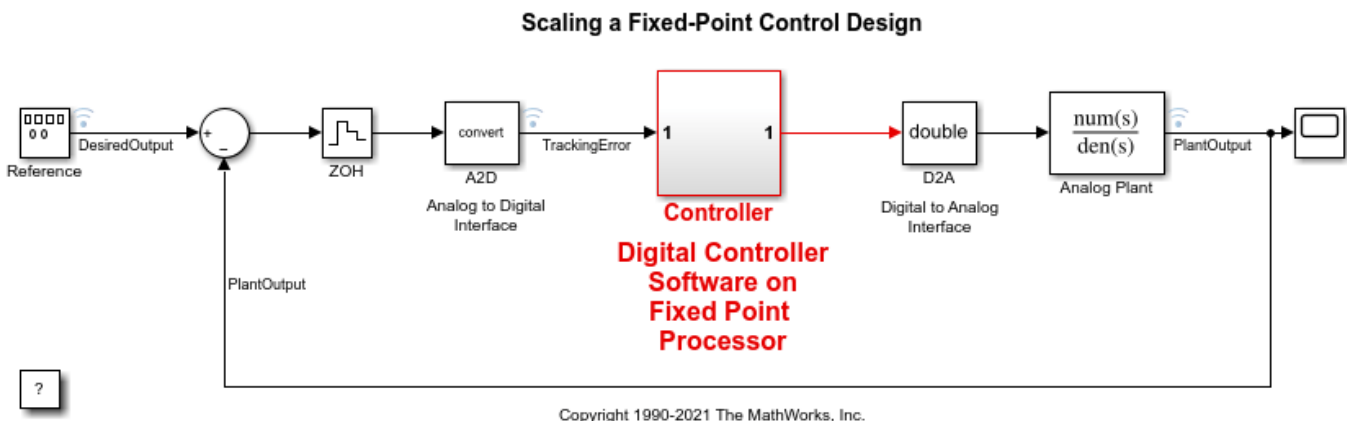 Scaling a Fixed-Point Control Design
0 0
Reference
DesiredOutput
+
−
ZOH
convert
A2D
Analog to Digital
Interface
TrackingError
1
1
Controller
Digital Controller
Software on
Fixed Point
Processor
double
D2A
Digital to Analog
Interface
num(s)
den(s)
Analog Plant
PlantOutput
PlantOutput
?
Copyright 1990-2021 The MathWorks, Inc.